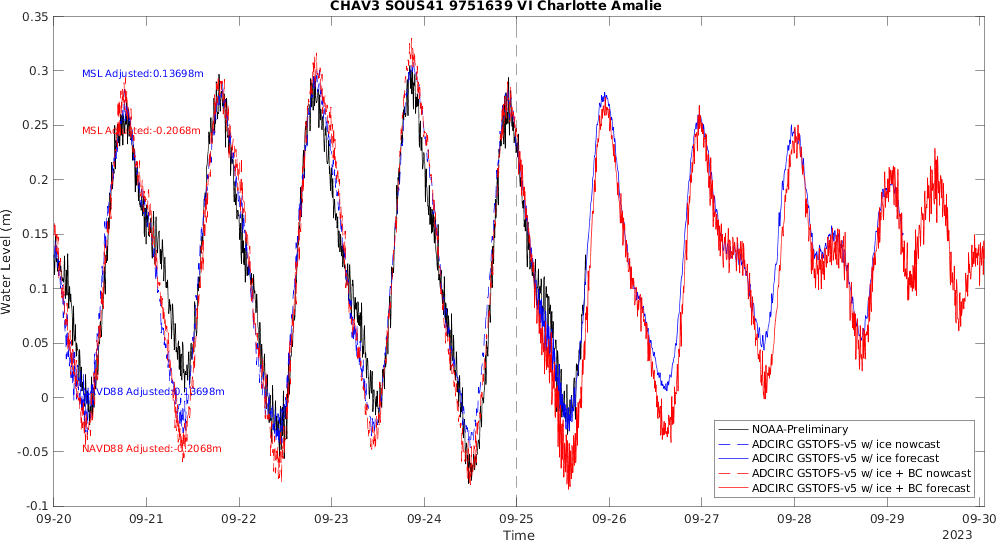 CHAV3 SOUS41 9751639 VI Charlotte Amalie
0.35
0.3
0.25
0.2
0.15
0.1
0.05
0
-0.05
-0.1
Water Level (m)
MSL Adjusted:0.13698m
MSL Adjusted:-0.2068m
NAVD88 Adjusted:0.13698m
NAVD88 Adjusted:-0.2068m
NOAA-Preliminary
ADCIRC GSTOFS-v5 w/ ice nowcast
ADCIRC GSTOFS-v5 w/ ice forecast
ADCIRC GSTOFS-v5 w/ ice + BC nowcast
ADCIRC GSTOFS-v5 w/ ice + BC forecast
09-20 09-21 09-22 09-23 09-24 09-25 09-26 09-27 09-28 09-29 09-30
Time
2023